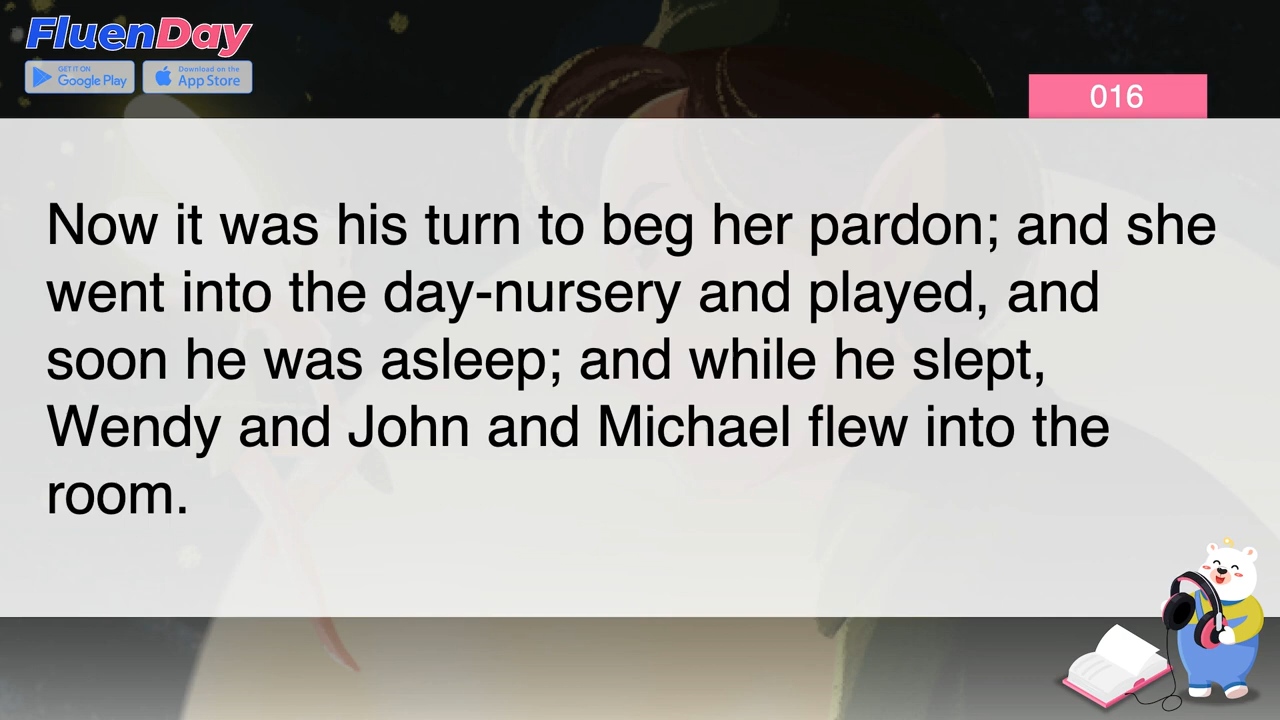 FluenDay
GET IT ON
Google Play
Download on the
App Store
016
Now it was his turn to beg her pardon; and she
went into the day-nursery and played, and
soon he was asleep; and while he slept,
Wendy and John and Michael flew into the
room.